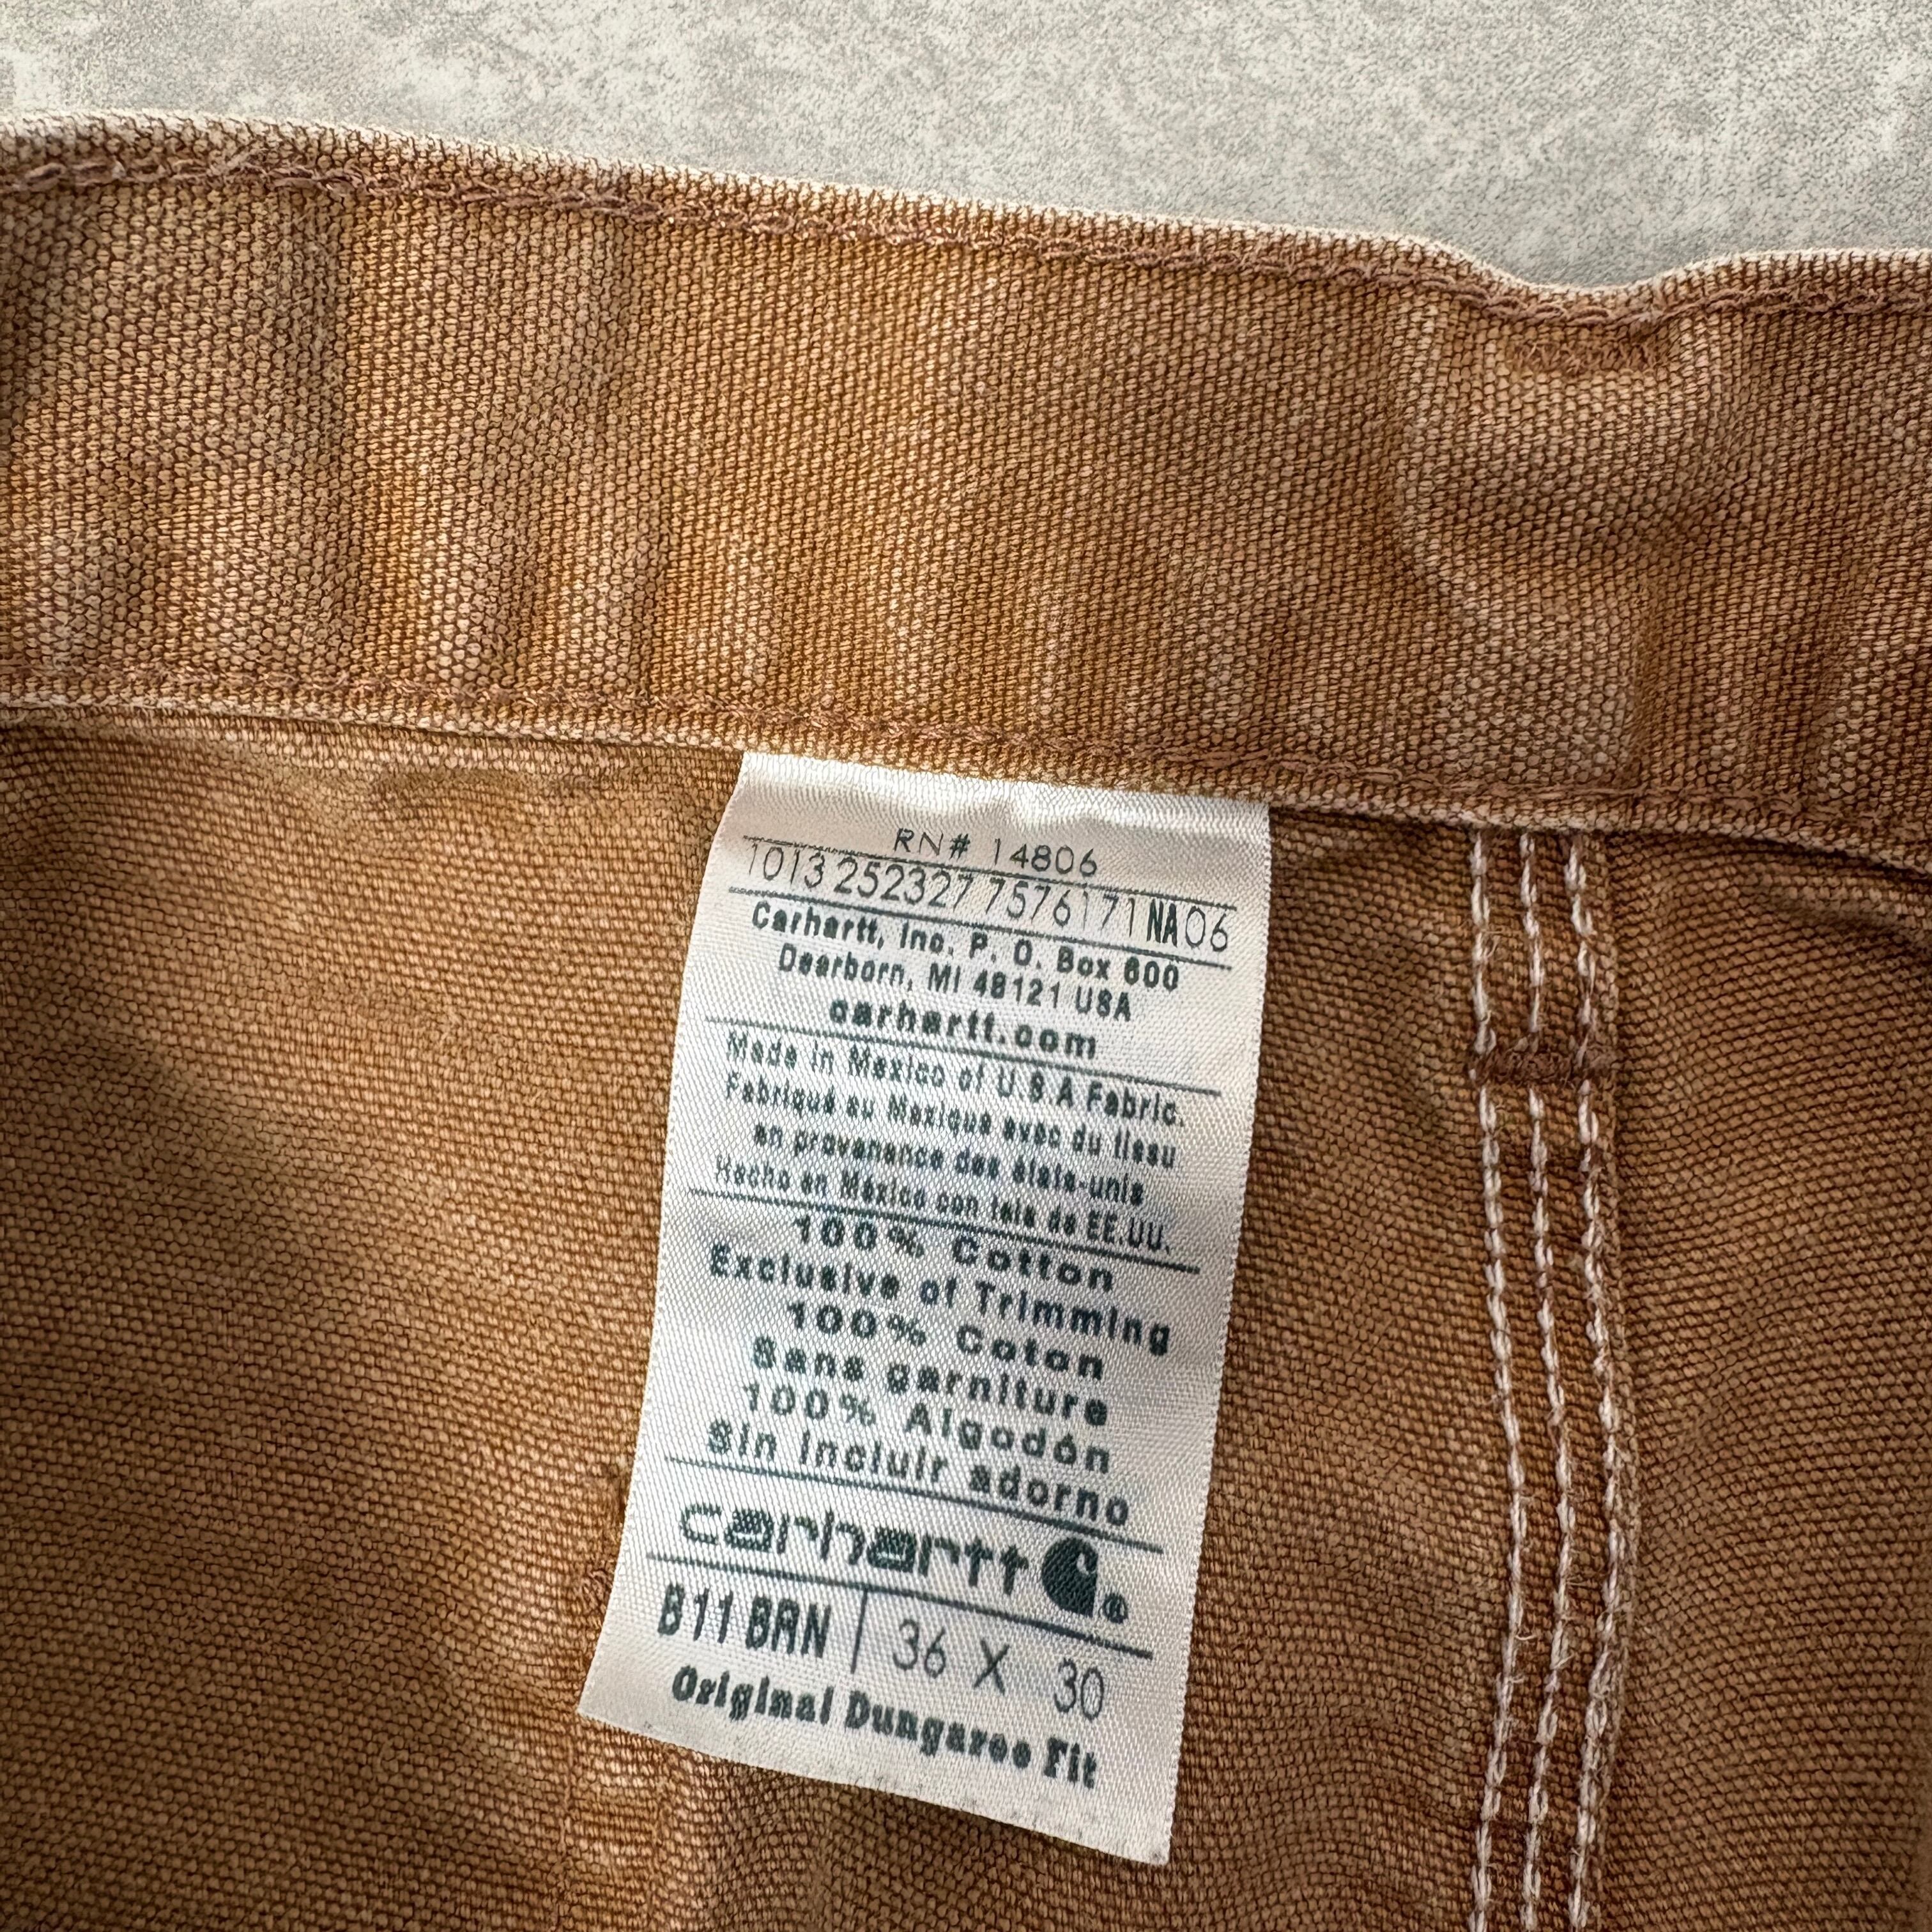 RN# 14806
1013 252327 7576171 NA 06
Carhartt, Inc. P. O. Box 600
Dearborn, MI 48121 USA
carhartt.com
Made in Mexico of U.S.A Fabric.
Fabriqué au Mexique avec du tissu
en provenance des états-unis
Hecho en México con tela de EE.UU.
100% Cotton
Exclusive of Trimming
100% Coton
Sans garniture
100% Algodón
Sin incluir adorno
carhartt ®
B11 BRN | 36 X 30
Original Dungaree Fit